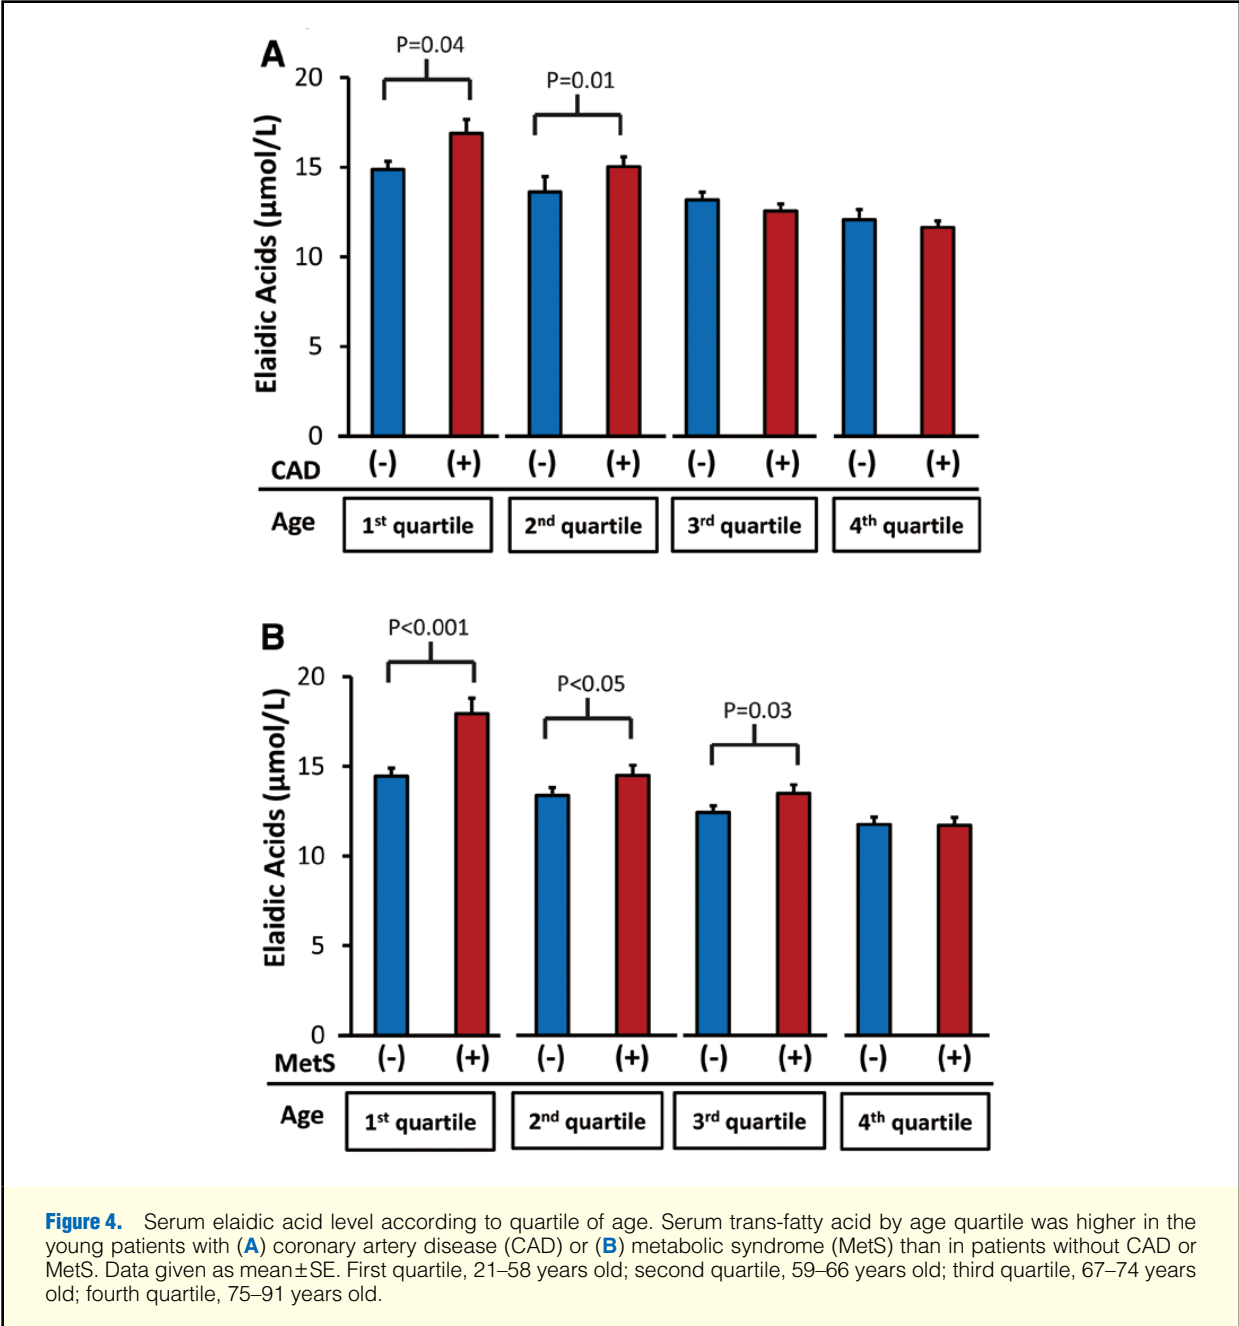 A
P=0.04
P=0.01
Elaidic Acids (µmol/L)
20
15
10
5
0
CAD (-) (+) (-) (+) (-) (+) (-) (+)
Age 1st quartile 2nd quartile 3rd quartile 4th quartile
B
P<0.001
P<0.05
P=0.03
Elaidic Acids (µmol/L)
20
15
10
5
0
MetS (-) (+) (-) (+) (-) (+) (-) (+)
Age 1st quartile 2nd quartile 3rd quartile 4th quartile
Figure 4. Serum elaidic acid level according to quartile of age. Serum trans-fatty acid by age quartile was higher in the
young patients with (A) coronary artery disease (CAD) or (B) metabolic syndrome (MetS) than in patients without CAD or
MetS. Data given as mean±SE. First quartile, 21–58 years old; second quartile, 59–66 years old; third quartile, 67–74 years
old; fourth quartile, 75–91 years old.